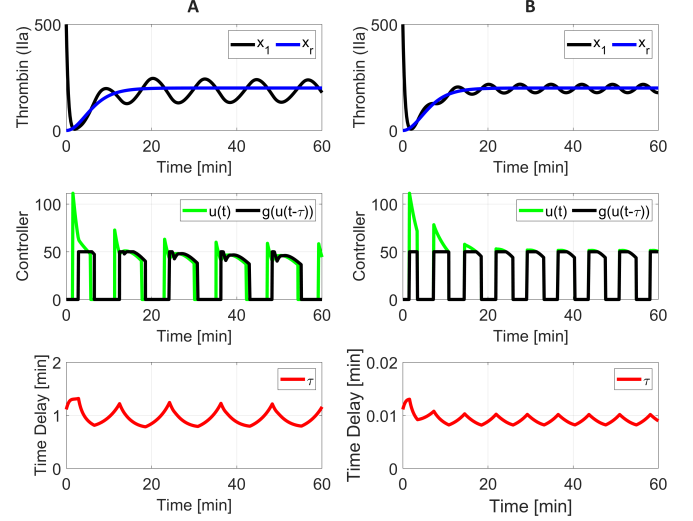 A
B
Thrombin (IIa)
500
0
x1
xr
0
20
40
60
Time [min]
Thrombin (IIa)
500
0
x1
xr
0
20
40
60
Time [min]
Controller
100
50
0
u(t)
g(u(t-τ))
0
20
40
60
Time [min]
Controller
100
50
0
u(t)
g(u(t-τ))
0
20
40
60
Time [min]
Time Delay [min]
2
1
0
τ
0
20
40
60
Time [min]
Time Delay [min]
0.02
0.01
0
τ
0
20
40
60
Time [min]